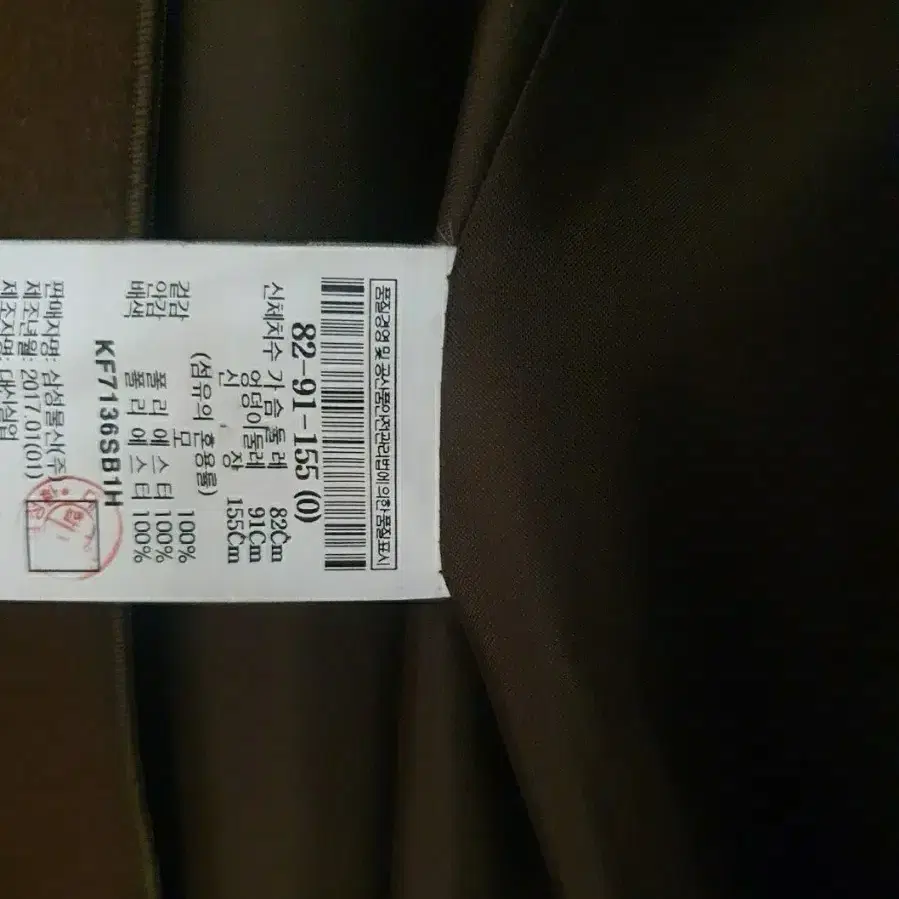 품질경영 및 공산품안전관리법에 의한 품질표시
82-91-155 (0)
신체치수 가슴둘레 82Cm
엉덩이둘레 91Cm
신장 155Cm
(섬유의 혼용율)
겉감 모 100%
안감 폴리에스터 100%
배색 폴리에스터 100%
KF7136SB1H
판매자명: 삼성물산(주)
제조년월: 2017.01(01)
제조자명: 대상실업